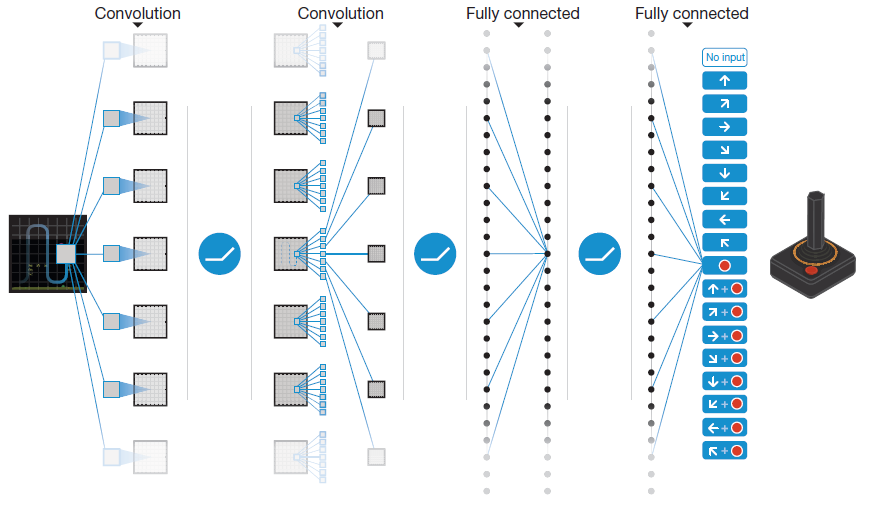 Convolution
Convolution
Fully connected
Fully connected
No input
+
+
+
+
+
+
+
+